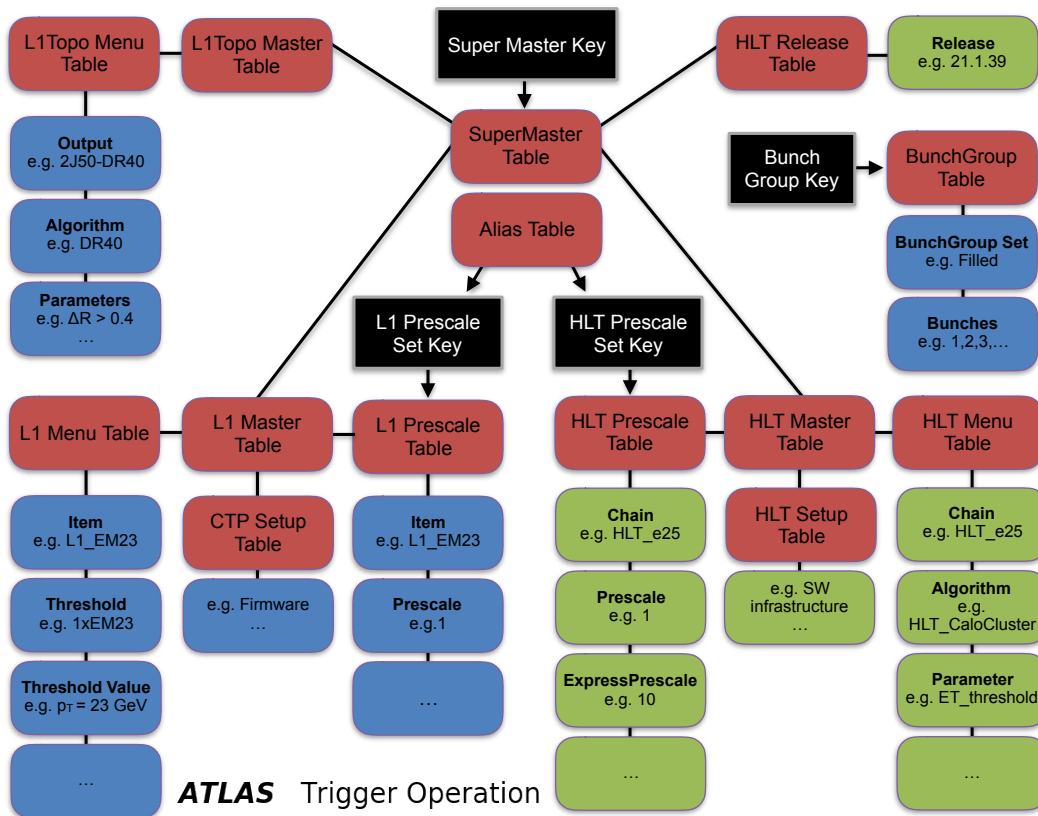 L1Topo Menu
Table
L1Topo Master
Table
Super Master Key
HLT Release
Table
Release
e.g. 21.1.39
SuperMaster
Table
Output
e.g. 2J50-DR40
Bunch
Group Key
BunchGroup
Table
Alias Table
Algorithm
e.g. DR40
BunchGroup Set
e.g. Filled
Parameters
e.g. ΔR > 0.4
…
L1 Prescale
Set Key
HLT Prescale
Set Key
Bunches
e.g. 1,2,3,…
L1 Menu Table
L1 Master
Table
L1 Prescale
Table
HLT Prescale
Table
HLT Master
Table
HLT Menu
Table
Item
e.g. L1_EM23
CTP Setup
Table
Item
e.g. L1_EM23
Chain
e.g. HLT_e25
HLT Setup
Table
Chain
e.g. HLT_e25
Threshold
e.g. 1xEM23
e.g. Firmware
…
Prescale
e.g.1
Prescale
e.g. 1
e.g. SW
infrastructure
…
Algorithm
e.g.
HLT_CaloCluster
Threshold Value
e.g. pT = 23 GeV
…
ExpressPrescale
e.g. 10
Parameter
e.g. ET_threshold
…
…
…
ATLAS Trigger Operation